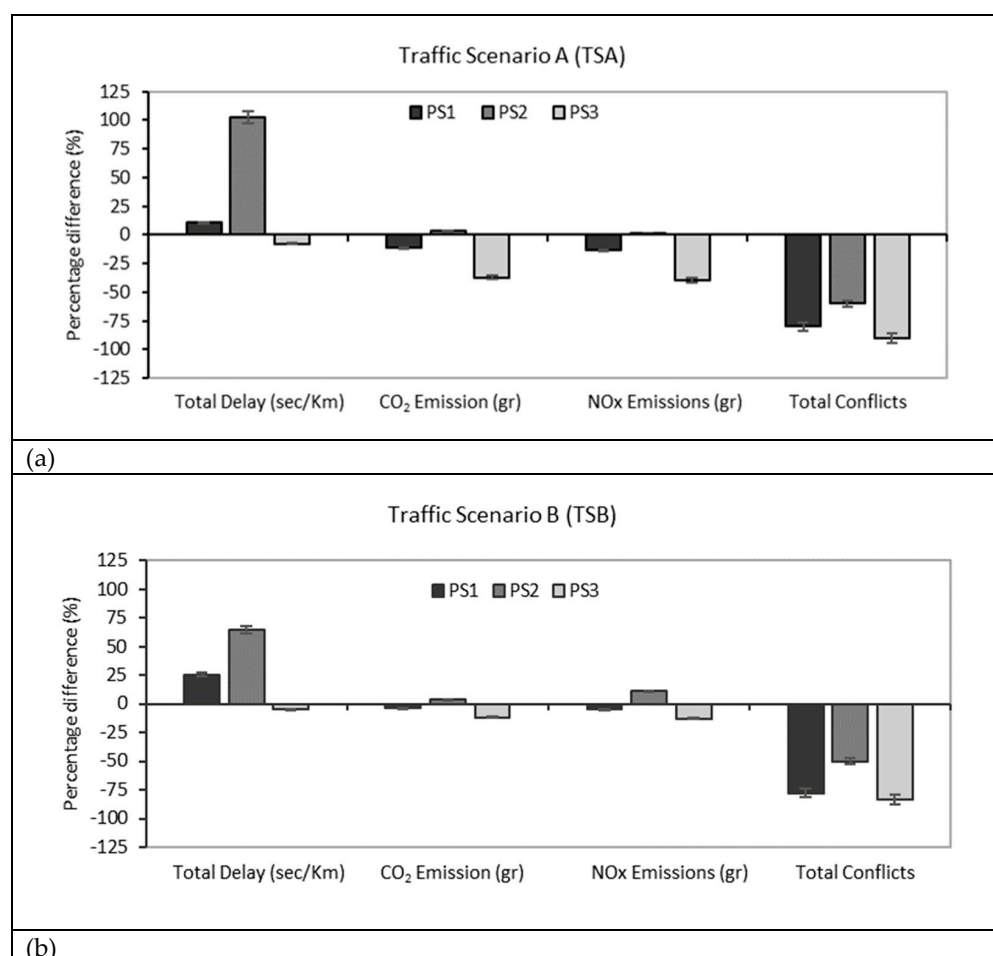 Traffic Scenario A (TSA)
Percentage difference (%)
125
100
75
50
25
0
-25
-50
-75
-100
-125
PS1 PS2 PS3
Total Delay (sec/Km) CO₂ Emission (gr) NOx Emissions (gr) Total Conflicts
(a)
Traffic Scenario B (TSB)
Percentage difference (%)
125
100
75
50
25
0
-25
-50
-75
-100
-125
PS1 PS2 PS3
Total Delay (sec/Km) CO₂ Emission (gr) NOx Emissions (gr) Total Conflicts
(b)